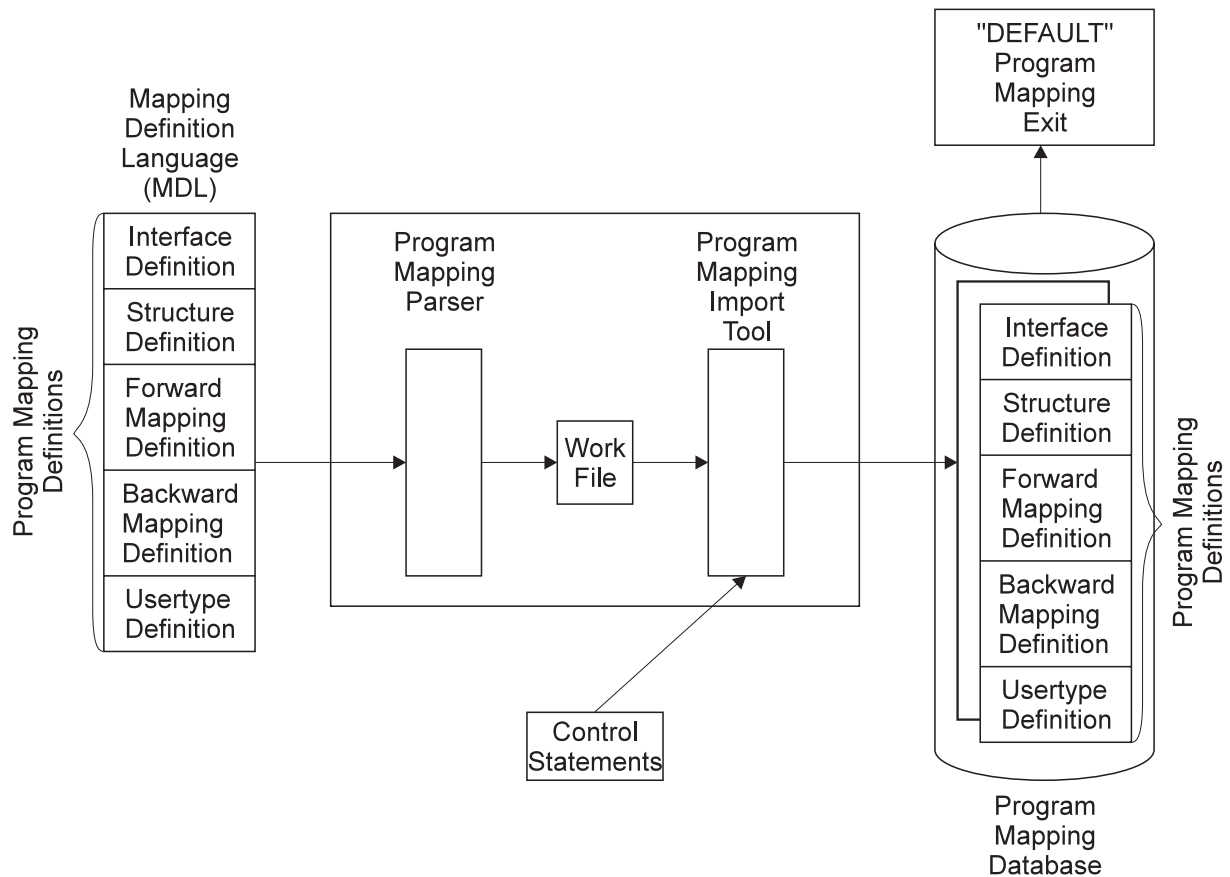 "DEFAULT"
Program
Mapping
Exit
Mapping
Definition
Language
(MDL)
Program Mapping
Definitions
Interface
Definition
Structure
Definition
Forward
Mapping
Definition
Backward
Mapping
Definition
Usertype
Definition
Program
Mapping
Parser
Work
File
Program
Mapping
Import
Tool
Control
Statements
Interface
Definition
Structure
Definition
Forward
Mapping
Definition
Backward
Mapping
Definition
Usertype
Definition
Program Mapping
Definitions
Program
Mapping
Database